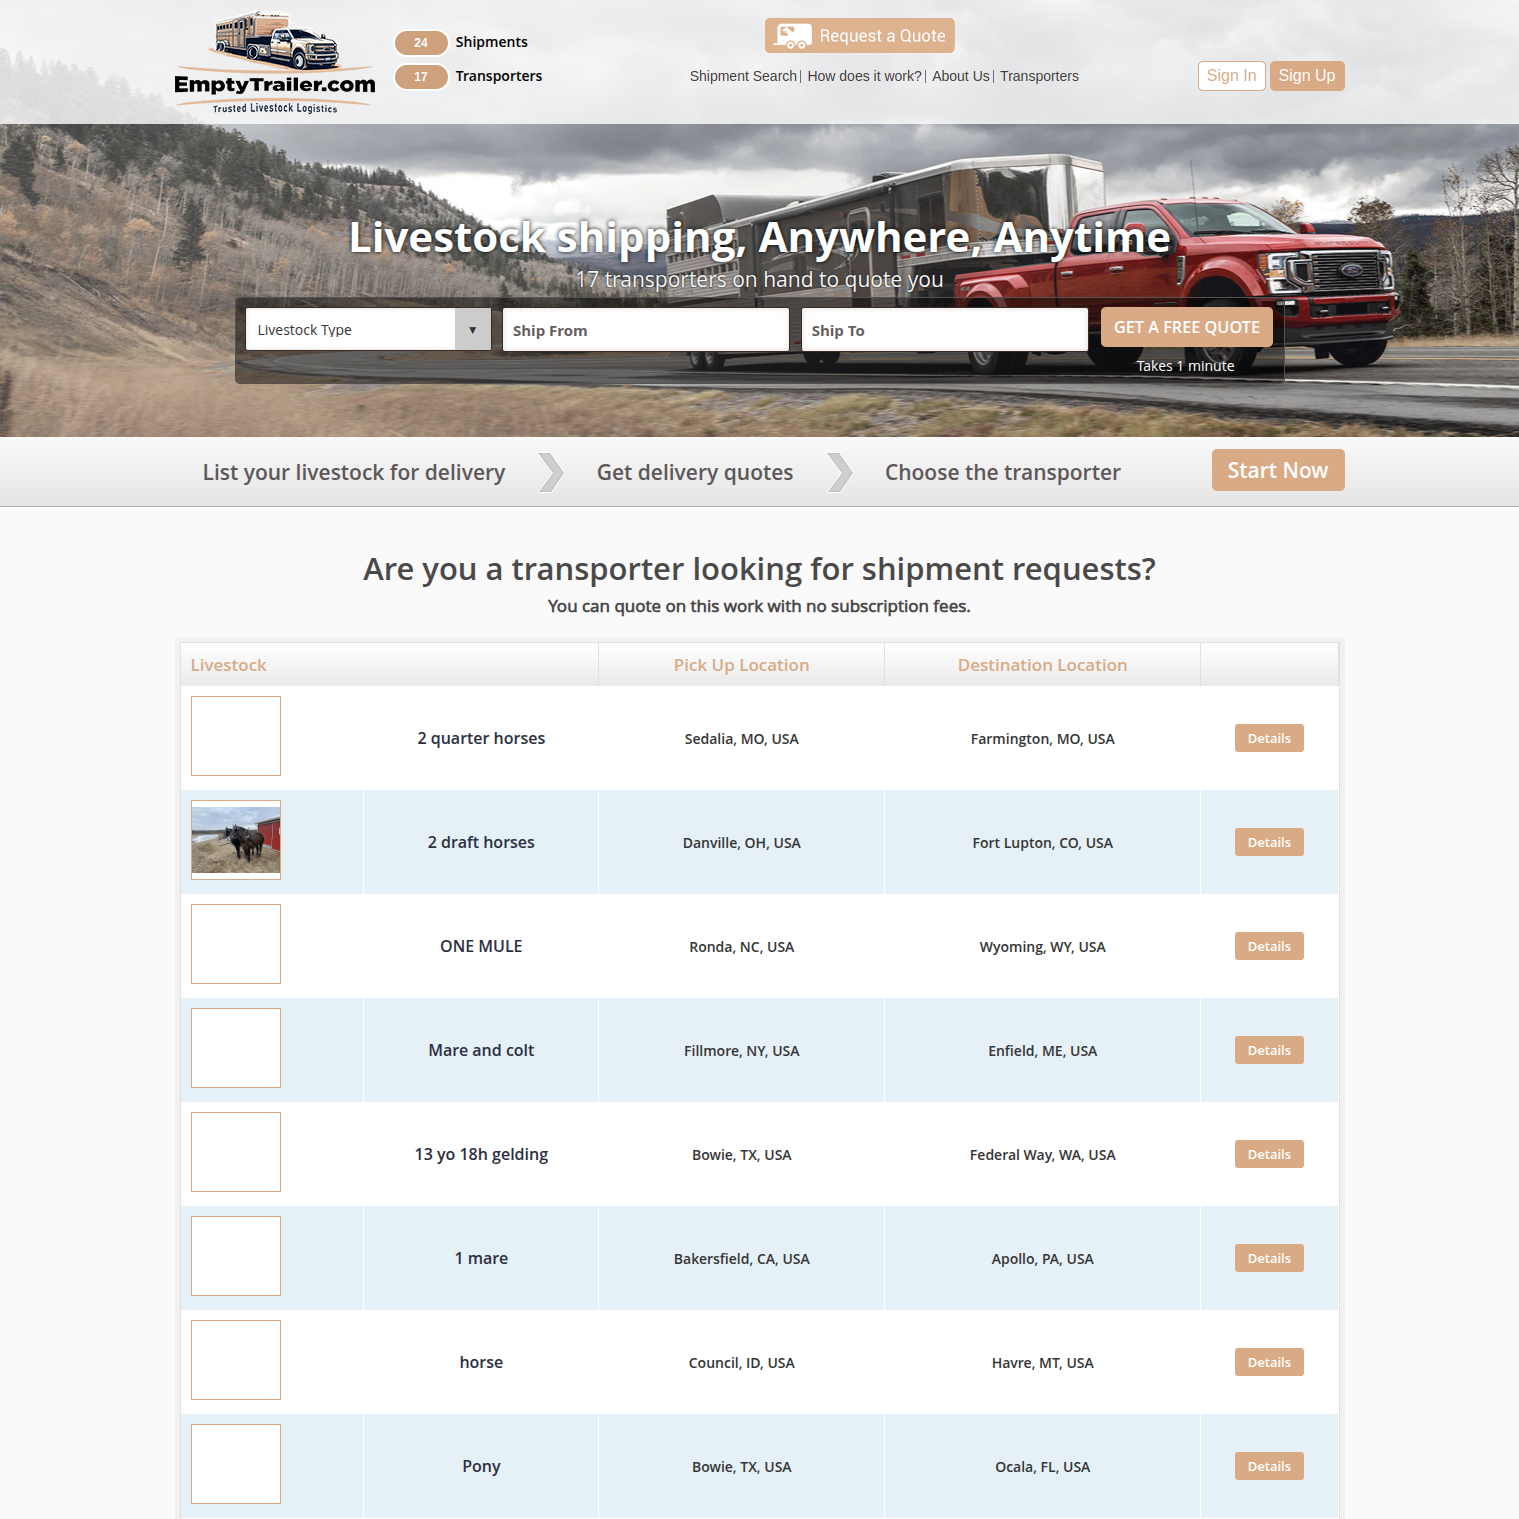 EmptyTrailer.com
Trusted Livestock Logistics
24 Shipments
17 Transporters
Request a Quote
Shipment Search | How does it work? | About Us | Transporters
Sign In Sign Up
Livestock shipping, Anywhere, Anytime
17 transporters on hand to quote you
Livestock Type ▼ Ship From Ship To GET A FREE QUOTE
Takes 1 minute
List your livestock for delivery Get delivery quotes Choose the transporter Start Now
Are you a transporter looking for shipment requests?
You can quote on this work with no subscription fees.
Livestock Pick Up Location Destination Location
2 quarter horses Sedalia, MO, USA Farmington, MO, USA Details
2 draft horses Danville, OH, USA Fort Lupton, CO, USA Details
ONE MULE Ronda, NC, USA Wyoming, WY, USA Details
Mare and colt Fillmore, NY, USA Enfield, ME, USA Details
13 yo 18h gelding Bowie, TX, USA Federal Way, WA, USA Details
1 mare Bakersfield, CA, USA Apollo, PA, USA Details
horse Council, ID, USA Havre, MT, USA Details
Pony Bowie, TX, USA Ocala, FL, USA Details